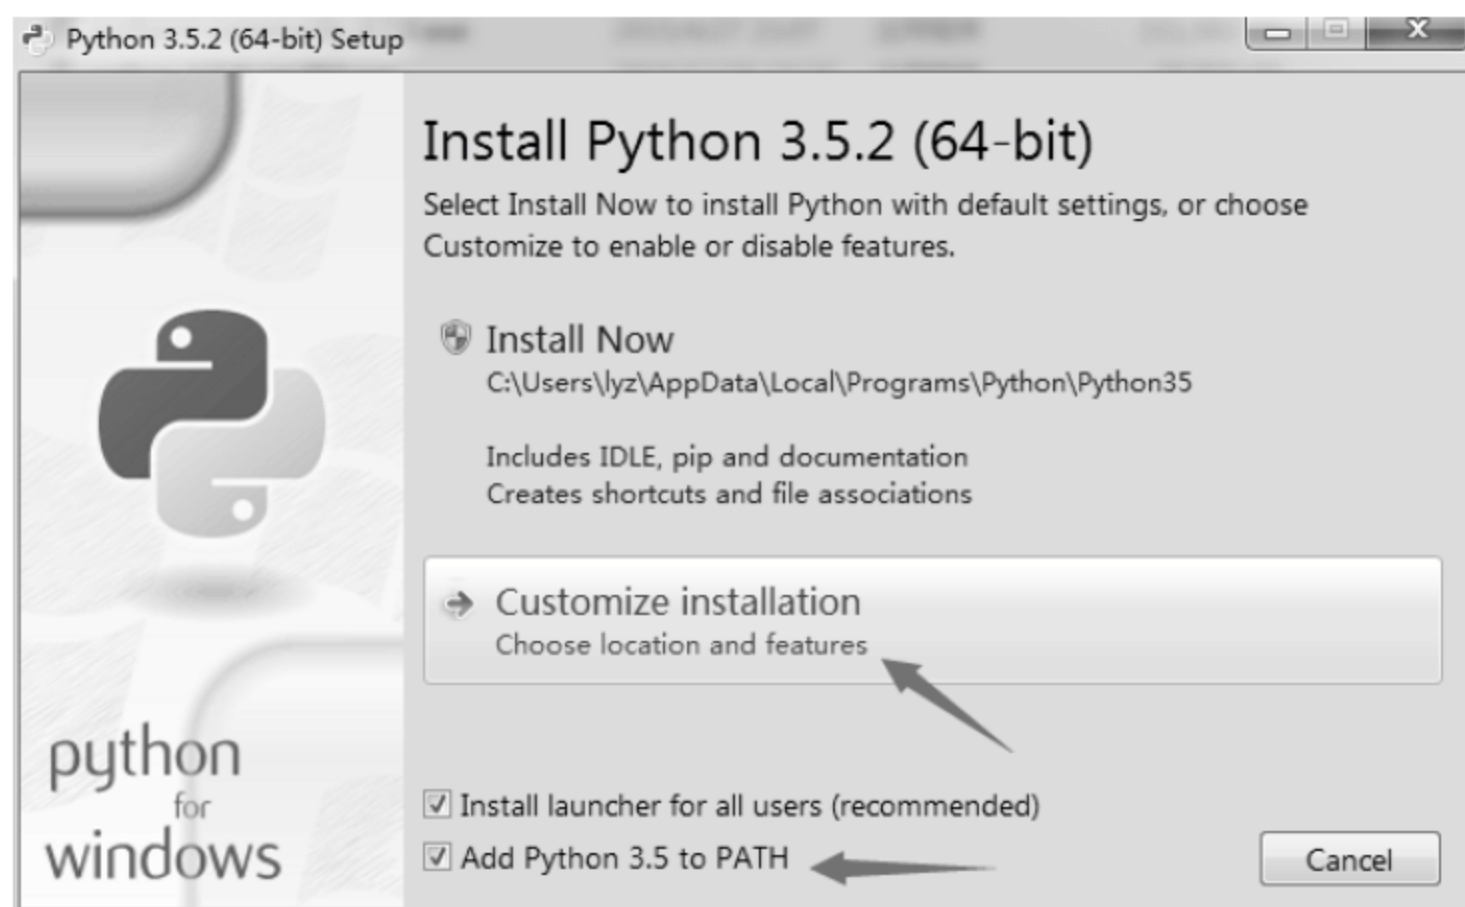 Python 3.5.2 (64-bit) Setup
Install Python 3.5.2 (64-bit)
Select Install Now to install Python with default settings, or choose
Customize to enable or disable features.
Install Now
C:\Users\lyz\AppData\Local\Programs\Python\Python35
Includes IDLE, pip and documentation
Creates shortcuts and file associations
Customize installation
Choose location and features
python
for
windows
Install launcher for all users (recommended)
Add Python 3.5 to PATH
Cancel